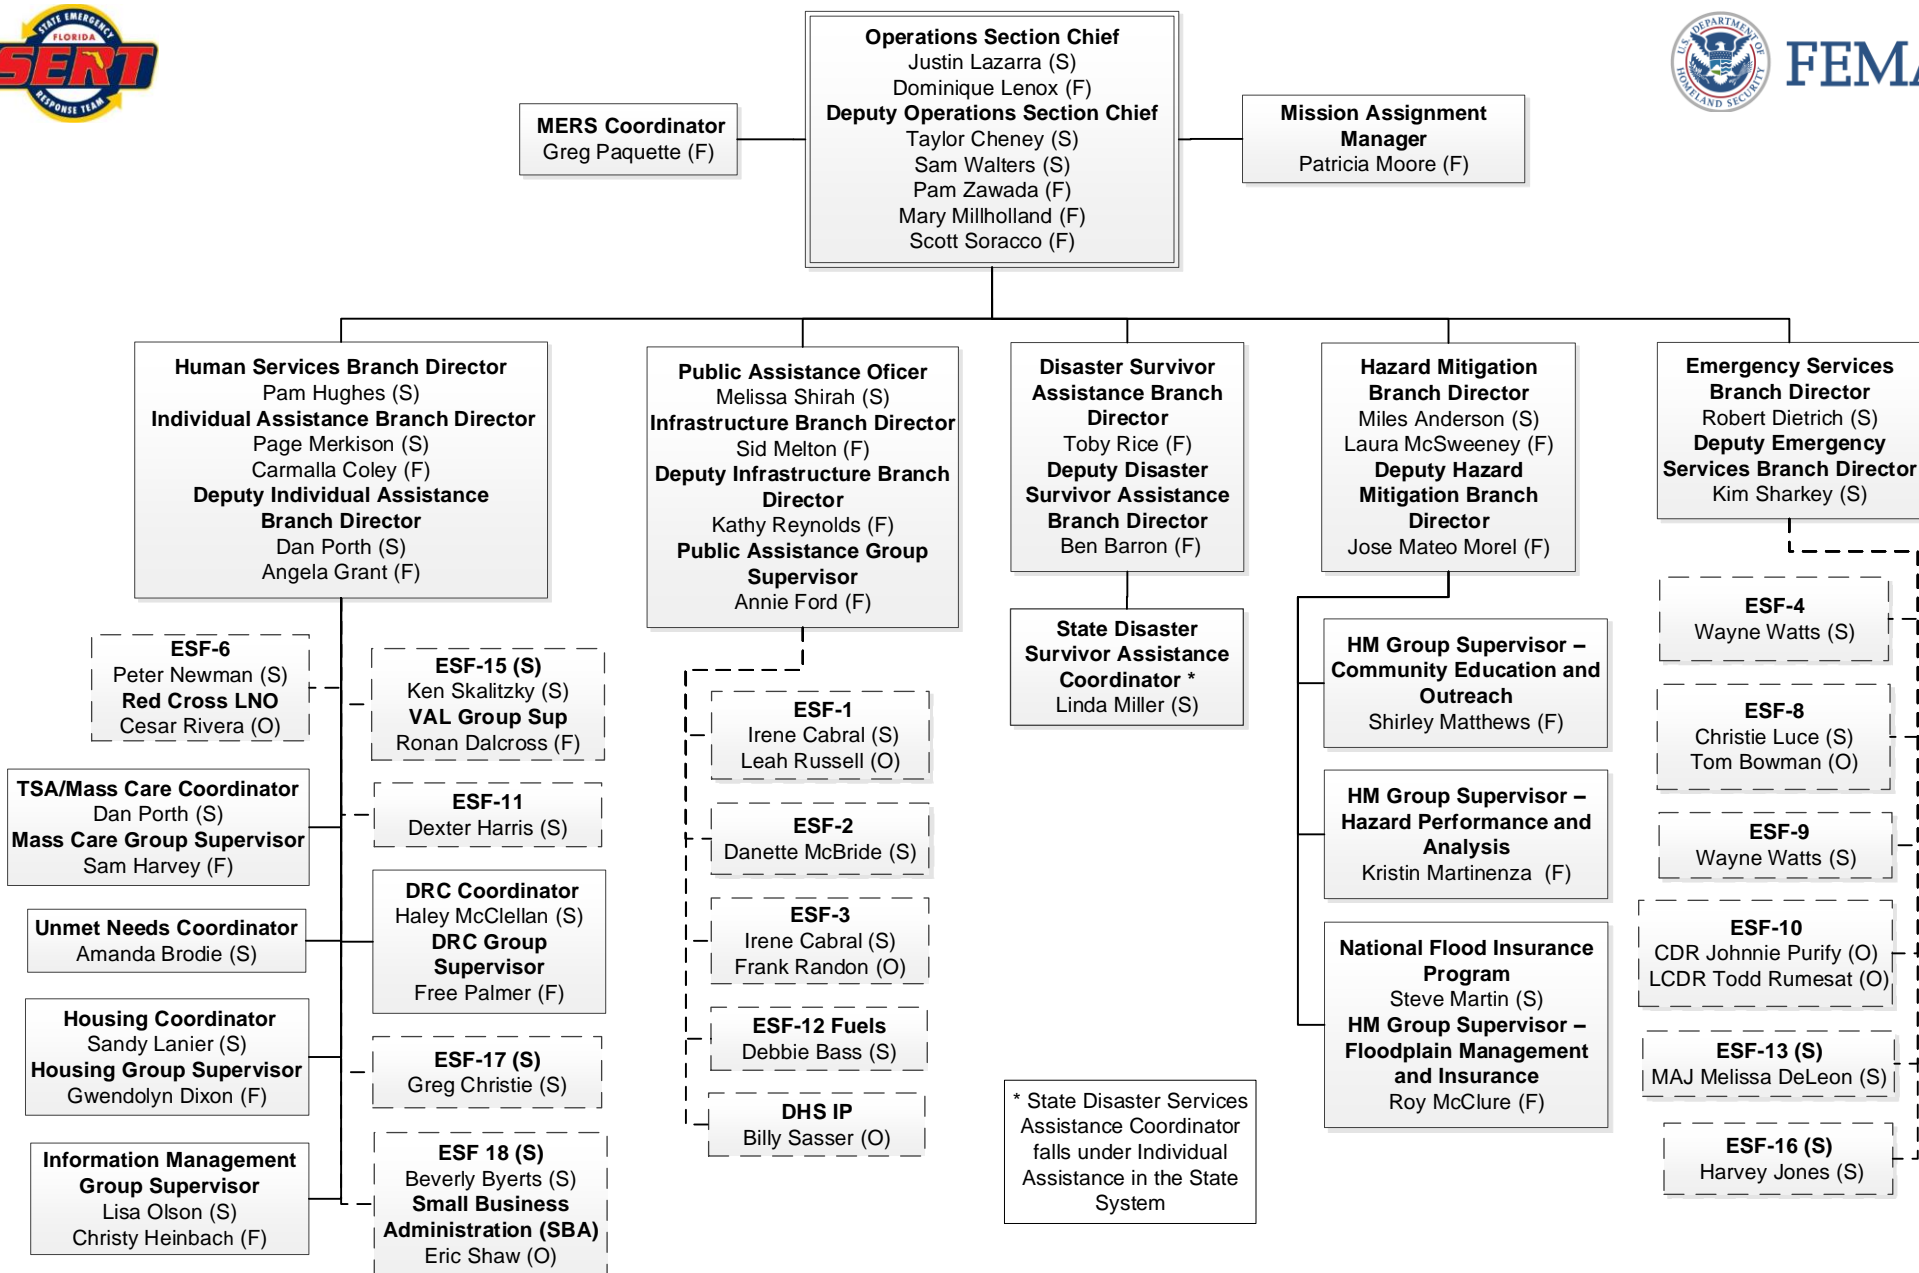 STATE EMERGENCY
FLORIDA
SERT
RESPONSE TEAM
U.S. DEPARTMENT OF
HOMELAND SECURITY
FEMA
Operations Section Chief
Justin Lazarra (S)
Dominique Lenox (F)
Deputy Operations Section Chief
Taylor Cheney (S)
Sam Walters (S)
Pam Zawada (F)
Mary Millholland (F)
Scott Soracco (F)
MERS Coordinator
Greg Paquette (F)
Mission Assignment
Manager
Patricia Moore (F)
Human Services Branch Director
Pam Hughes (S)
Individual Assistance Branch Director
Page Merkison (S)
Carmalla Coley (F)
Deputy Individual Assistance
Branch Director
Dan Porth (S)
Angela Grant (F)
Public Assistance Oficer
Melissa Shirah (S)
Infrastructure Branch Director
Sid Melton (F)
Deputy Infrastructure Branch
Director
Kathy Reynolds (F)
Public Assistance Group
Supervisor
Annie Ford (F)
Disaster Survivor
Assistance Branch
Director
Toby Rice (F)
Deputy Disaster
Survivor Assistance
Branch Director
Ben Barron (F)
Hazard Mitigation
Branch Director
Miles Anderson (S)
Laura McSweeney (F)
Deputy Hazard
Mitigation Branch
Director
Jose Mateo Morel (F)
Emergency Services
Branch Director
Robert Dietrich (S)
Deputy Emergency
Services Branch Director
Kim Sharkey (S)
ESF-6
Peter Newman (S)
Red Cross LNO
Cesar Rivera (O)
ESF-15 (S)
Ken Skalitzky (S)
VAL Group Sup
Ronan Dalcross (F)
TSA/Mass Care Coordinator
Dan Porth (S)
Mass Care Group Supervisor
Sam Harvey (F)
ESF-11
Dexter Harris (S)
Unmet Needs Coordinator
Amanda Brodie (S)
DRC Coordinator
Haley McClellan (S)
DRC Group
Supervisor
Free Palmer (F)
Housing Coordinator
Sandy Lanier (S)
Housing Group Supervisor
Gwendolyn Dixon (F)
ESF-17 (S)
Greg Christie (S)
Information Management
Group Supervisor
Lisa Olson (S)
Christy Heinbach (F)
ESF 18 (S)
Beverly Byerts (S)
Small Business
Administration (SBA)
Eric Shaw (O)
ESF-1
Irene Cabral (S)
Leah Russell (O)
ESF-2
Danette McBride (S)
ESF-3
Irene Cabral (S)
Frank Randon (O)
ESF-12 Fuels
Debbie Bass (S)
DHS IP
Billy Sasser (O)
State Disaster
Survivor Assistance
Coordinator *
Linda Miller (S)
* State Disaster Services
Assistance Coordinator
falls under Individual
Assistance in the State
System
HM Group Supervisor –
Community Education and
Outreach
Shirley Matthews (F)
HM Group Supervisor –
Hazard Performance and
Analysis
Kristin Martinenza (F)
National Flood Insurance
Program
Steve Martin (S)
HM Group Supervisor –
Floodplain Management
and Insurance
Roy McClure (F)
ESF-4
Wayne Watts (S)
ESF-8
Christie Luce (S)
Tom Bowman (O)
ESF-9
Wayne Watts (S)
ESF-10
CDR Johnnie Purify (O)
LCDR Todd Rumesat (O)
ESF-13 (S)
MAJ Melissa DeLeon (S)
ESF-16 (S)
Harvey Jones (S)